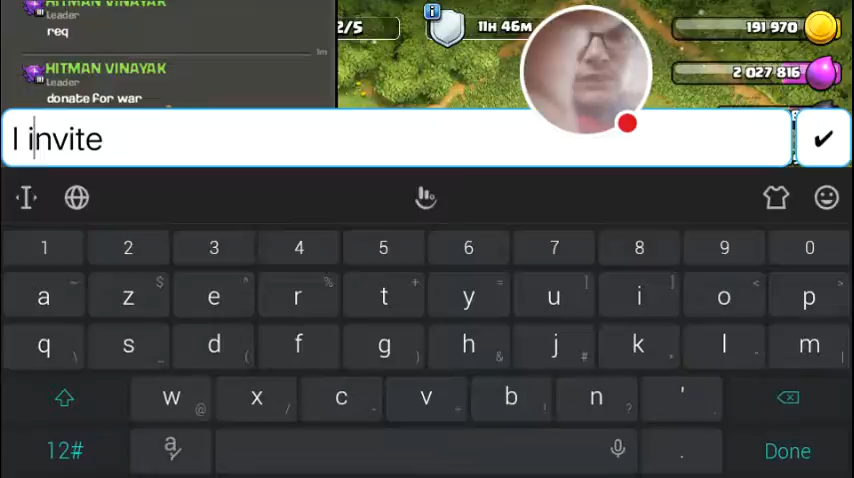 HITMAN VINAYAK
Leader
req
1m
HITMAN VINAYAK
Leader
donate for war
2/5
i
11h 46m
191 970
2 027 816
I invite
1 2 3 4 5 6 7 8 9 0
a z e r t y u i o p
q s d f g h j k l m
w x c v b n '
12# a . Done